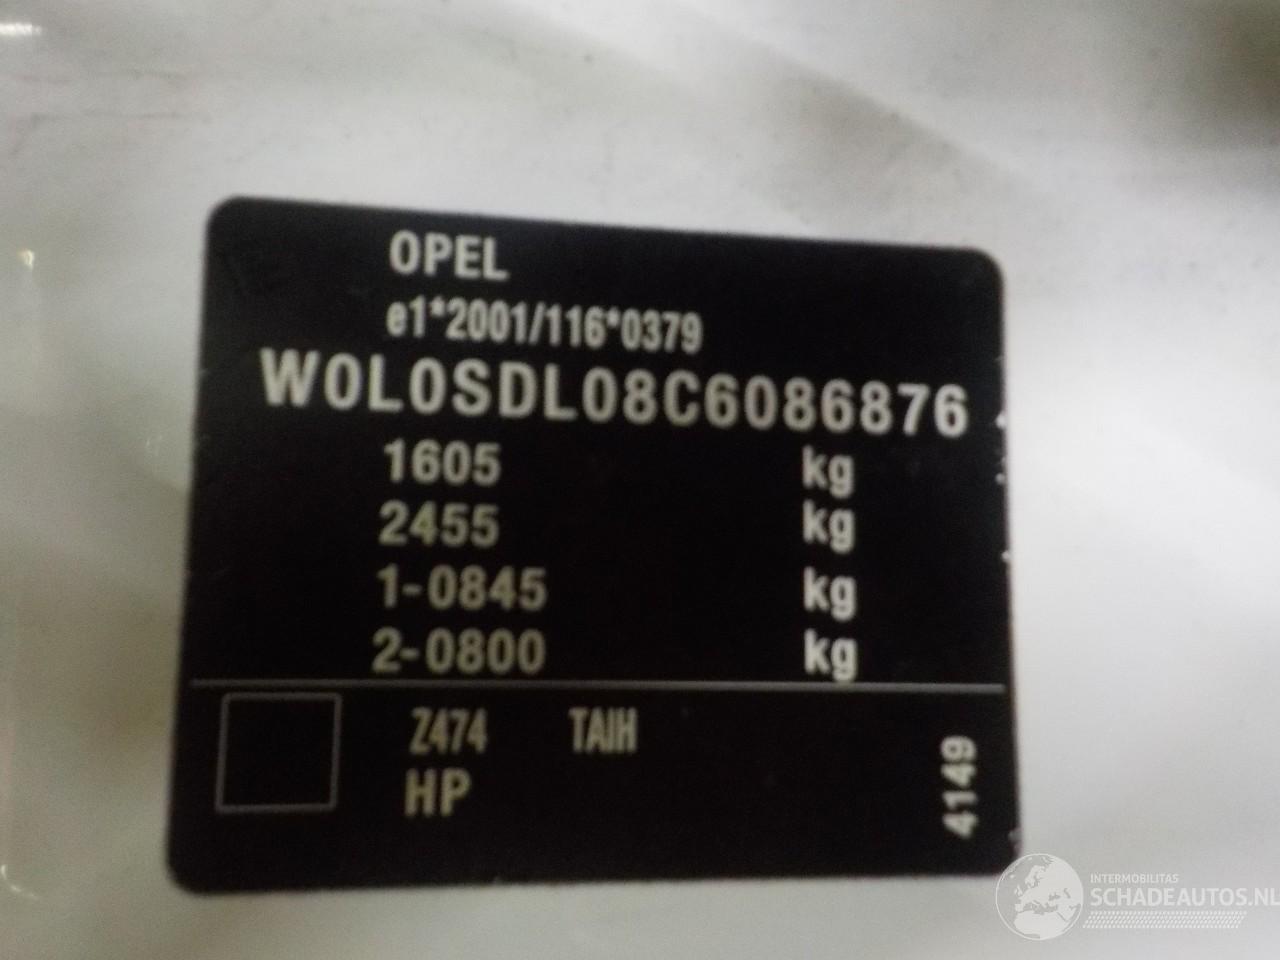 OPEL
e1*2001/116*0379
W0L0SDL08C6086876
1605 kg
2455 kg
1-0845 kg
2-0800 kg
Z474 TAIH
HP
4149
INTERMOBILITAS
SCHADEAUTOS.NL